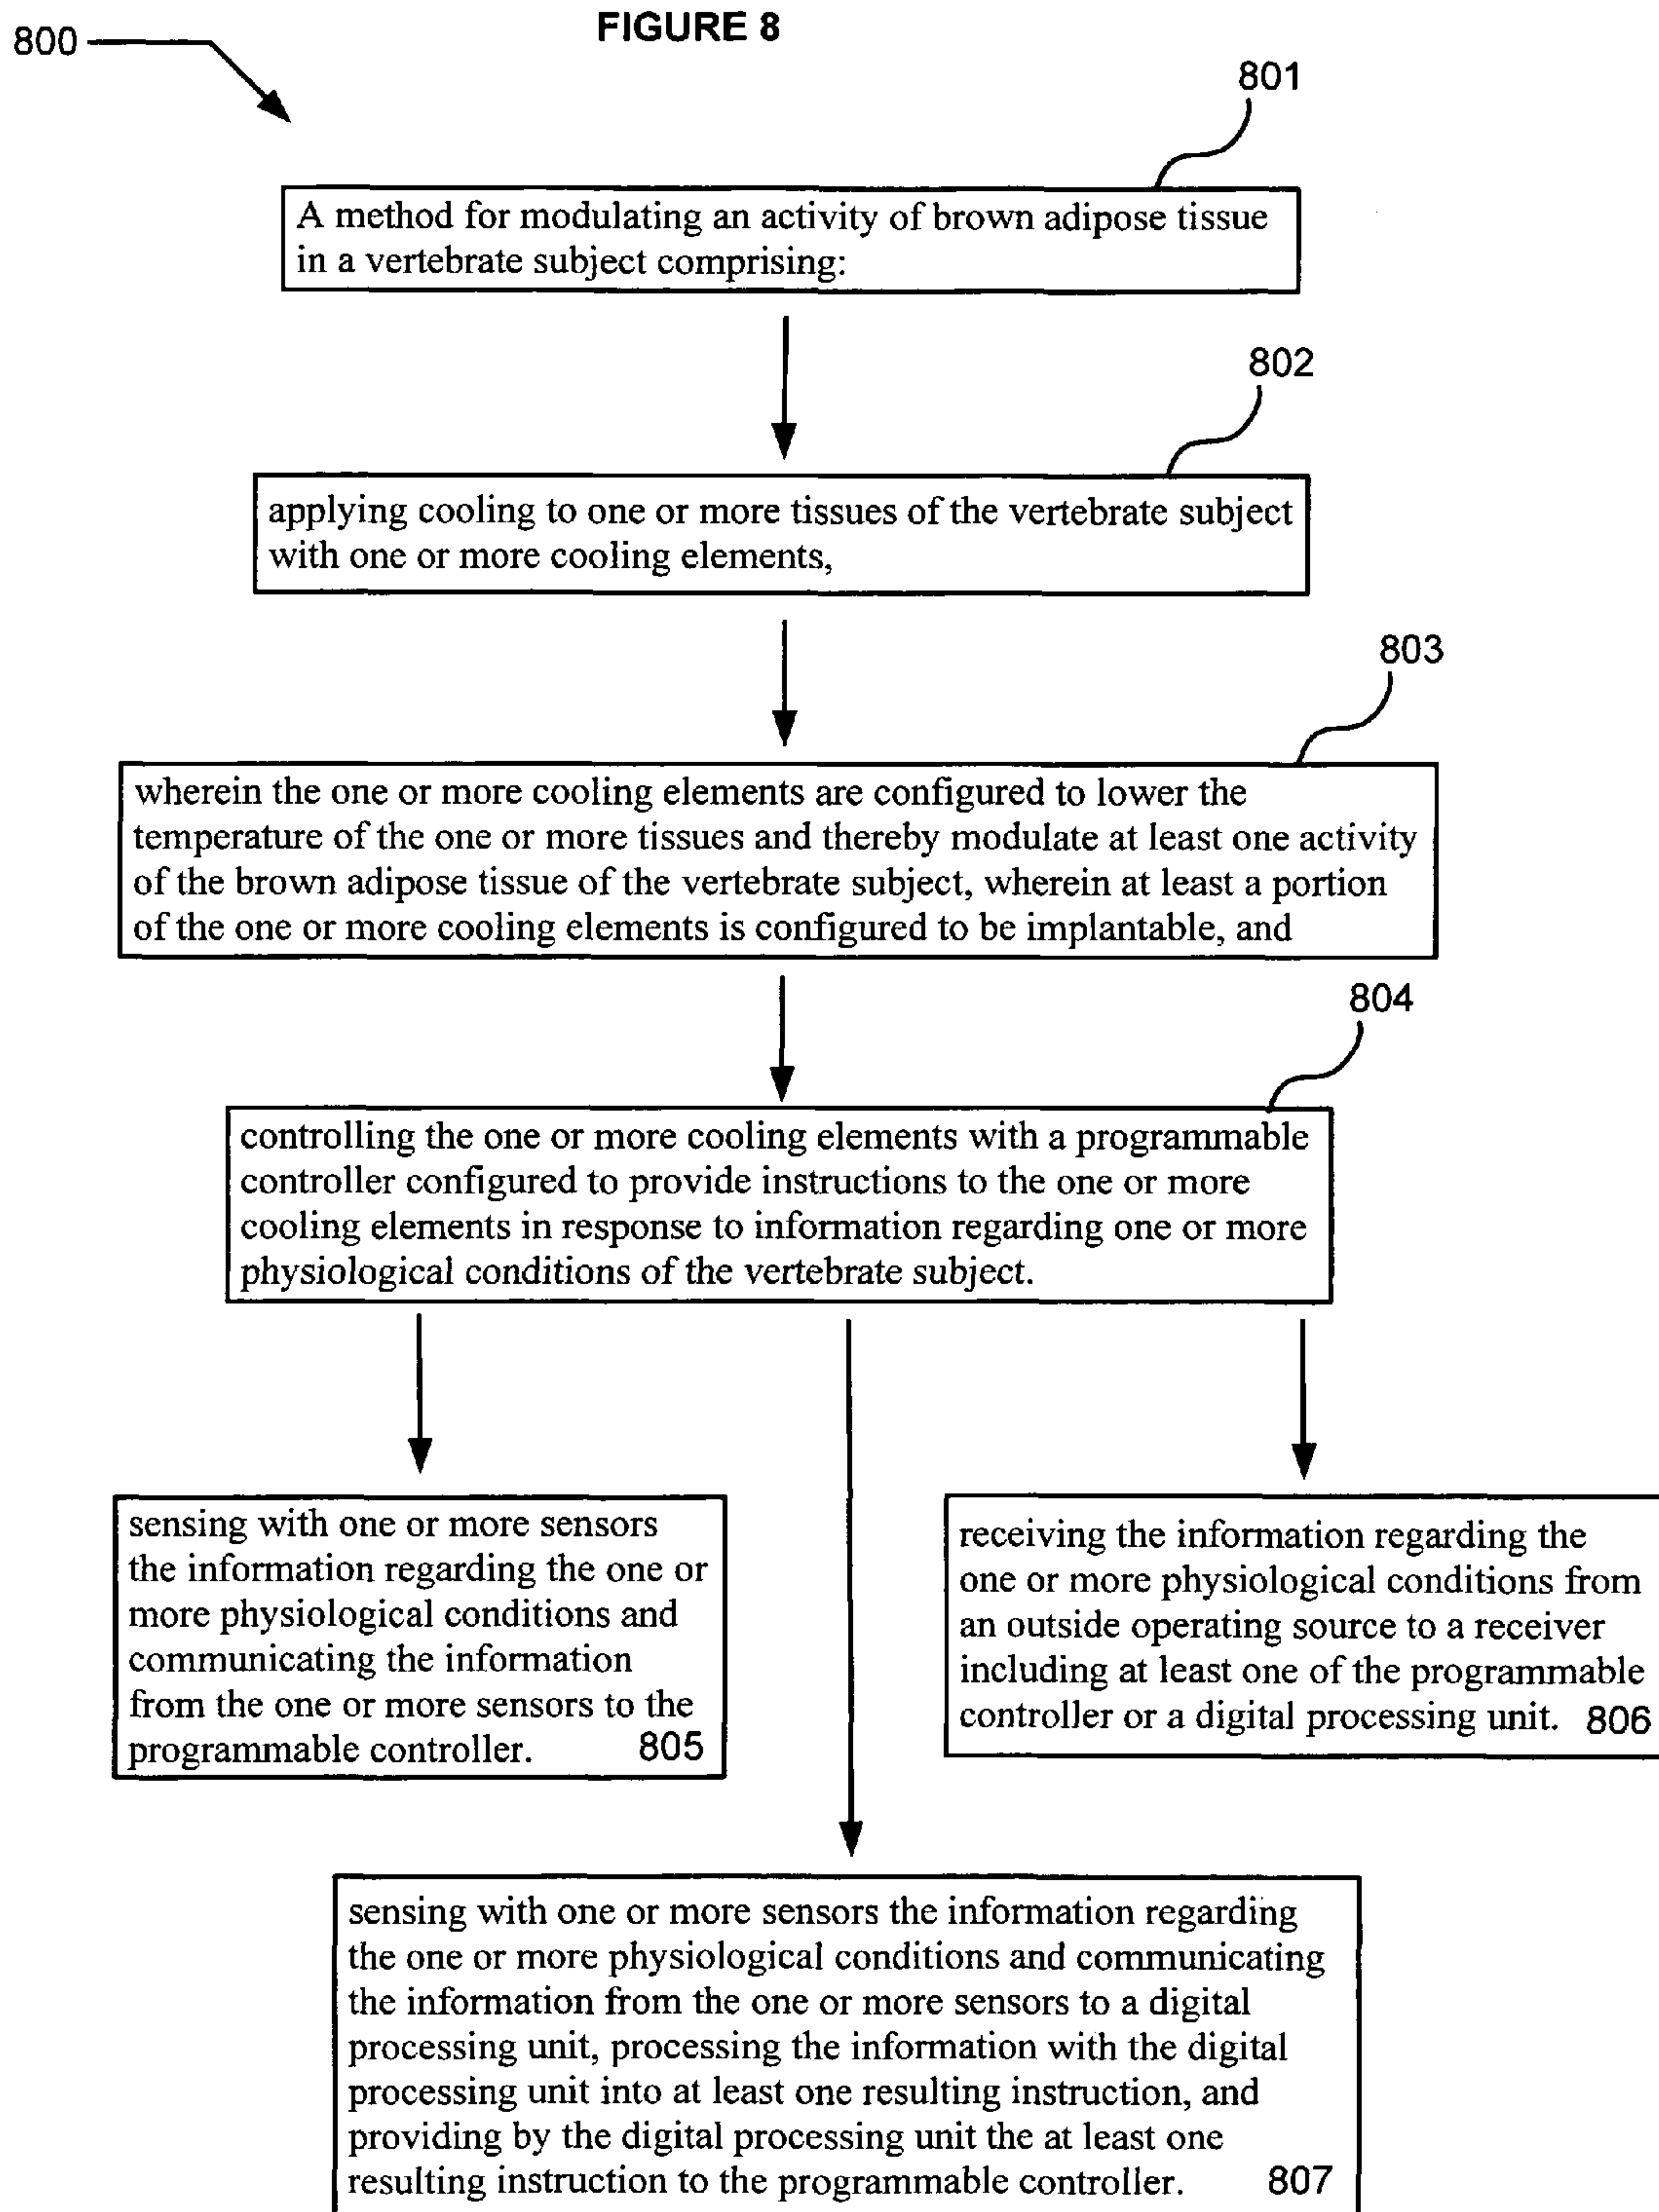 FIGURE 8
800
801
A method for modulating an activity of brown adipose tissue
in a vertebrate subject comprising:
802
applying cooling to one or more tissues of the vertebrate subject
with one or more cooling elements,
803
wherein the one or more cooling elements are configured to lower the
temperature of the one or more tissues and thereby modulate at least one activity
of the brown adipose tissue of the vertebrate subject, wherein at least a portion
of the one or more cooling elements is configured to be implantable, and
804
controlling the one or more cooling elements with a programmable
controller configured to provide instructions to the one or more
cooling elements in response to information regarding one or more
physiological conditions of the vertebrate subject.
sensing with one or more sensors
the information regarding the one or
more physiological conditions and
communicating the information
from the one or more sensors to the
programmable controller. 805
receiving the information regarding the
one or more physiological conditions from
an outside operating source to a receiver
including at least one of the programmable
controller or a digital processing unit. 806
sensing with one or more sensors the information regarding
the one or more physiological conditions and communicating
the information from the one or more sensors to a digital
processing unit, processing the information with the digital
processing unit into at least one resulting instruction, and
providing by the digital processing unit the at least one
resulting instruction to the programmable controller. 807